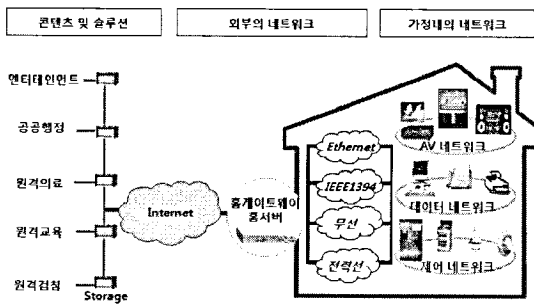 콘텐츠 및 솔루션
외부의 네트워크
가정내의 네트워크
엔터테인먼트
공공행정
원격의료
원격교육
원격검침
Storage
Internet
홈게이트웨이
홈서버
Ethernet
IEEE1394
무선
전력선
AV 네트워크
데이터 네트워크
제어 네트워크